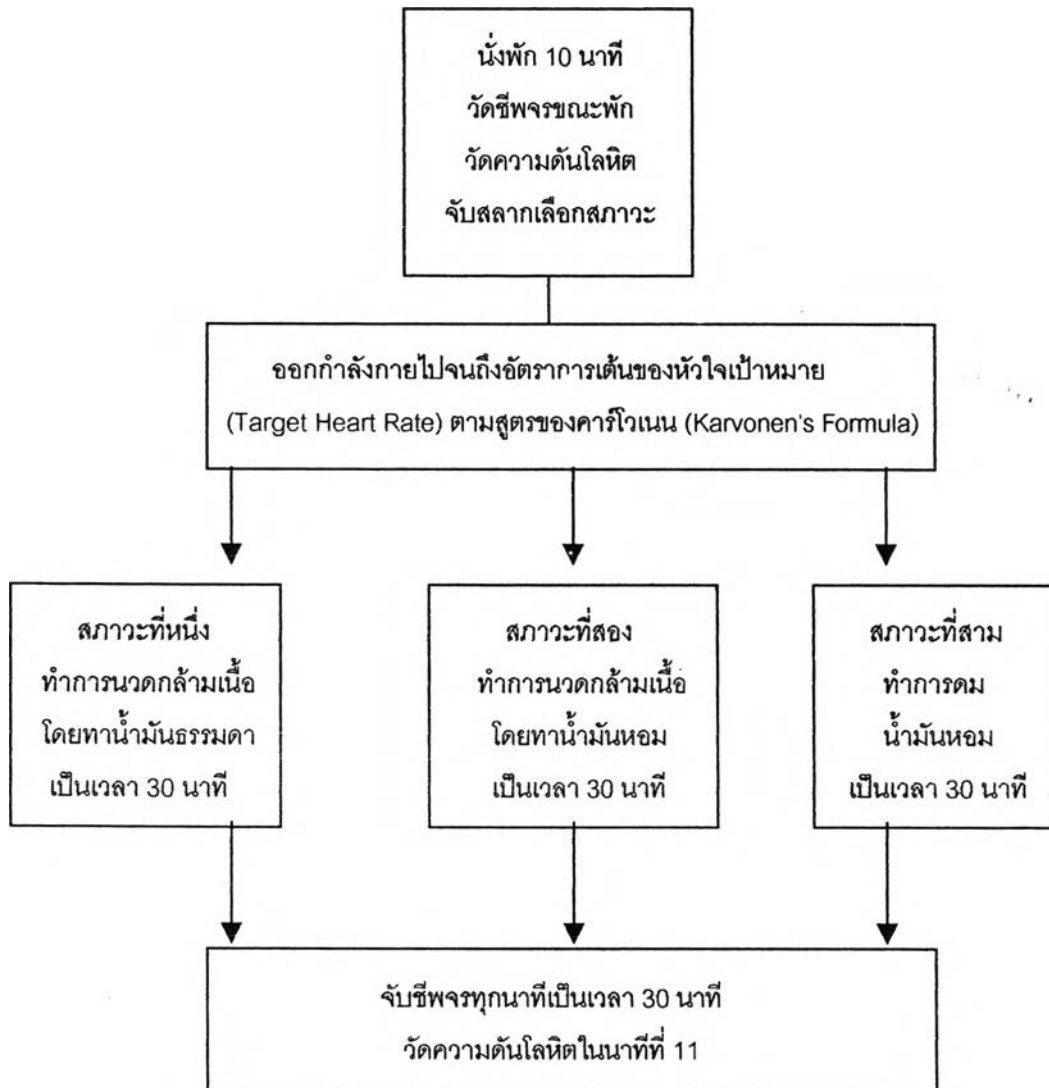 นั่งพัก 10 นาที
วัดชีพจรขณะพัก
วัดความดันโลหิต
จับสลากเลือกสภาวะ
ออกกำลังกายไปจนถึงอัตราการเต้นของหัวใจเป้าหมาย
(Target Heart Rate) ตามสูตรของคาร์โวเนน (Karvonen's Formula)
สภาวะที่หนึ่ง
ทำการนวดกล้ามเนื้อ
โดยทาน้ำมันธรรมดา
เป็นเวลา 30 นาที
สภาวะที่สอง
ทำการนวดกล้ามเนื้อ
โดยทาน้ำมันหอม
เป็นเวลา 30 นาที
สภาวะที่สาม
ทำการดม
น้ำมันหอม
เป็นเวลา 30 นาที
จับชีพจรทุกนาทีเป็นเวลา 30 นาที
วัดความดันโลหิตในนาทีที่ 11